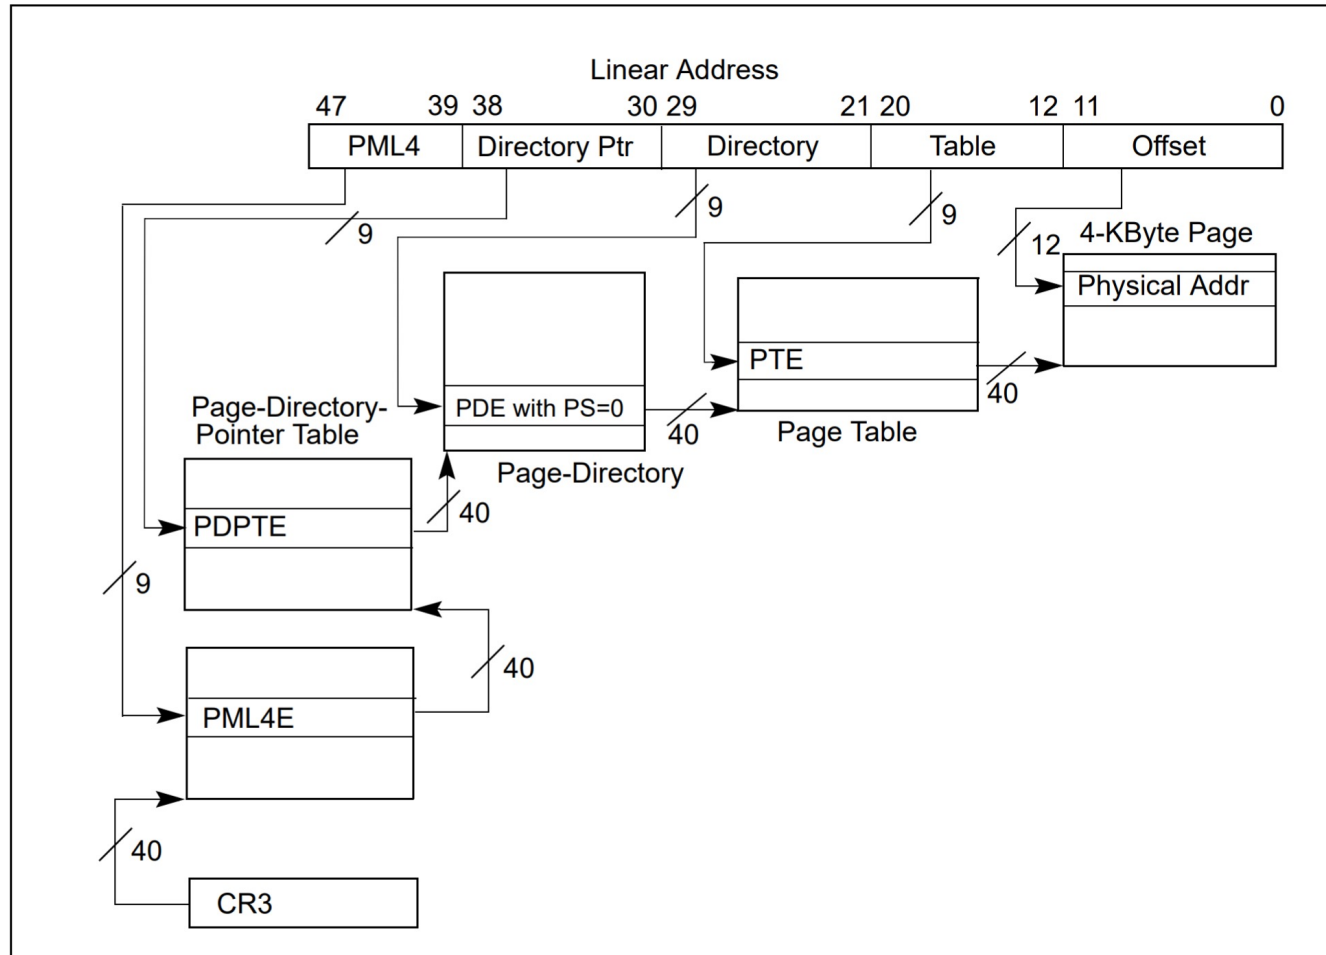 Linear Address
47 39 38 30 29 21 20 12 11 0
PML4 Directory Ptr Directory Table Offset
9 9 9
12 4-KByte Page
Physical Addr
PTE
40
PDE with PS=0
40
Page Table
Page-Directory-
Pointer Table
Page-Directory
40
PDPTE
9
40
PML4E
40
CR3